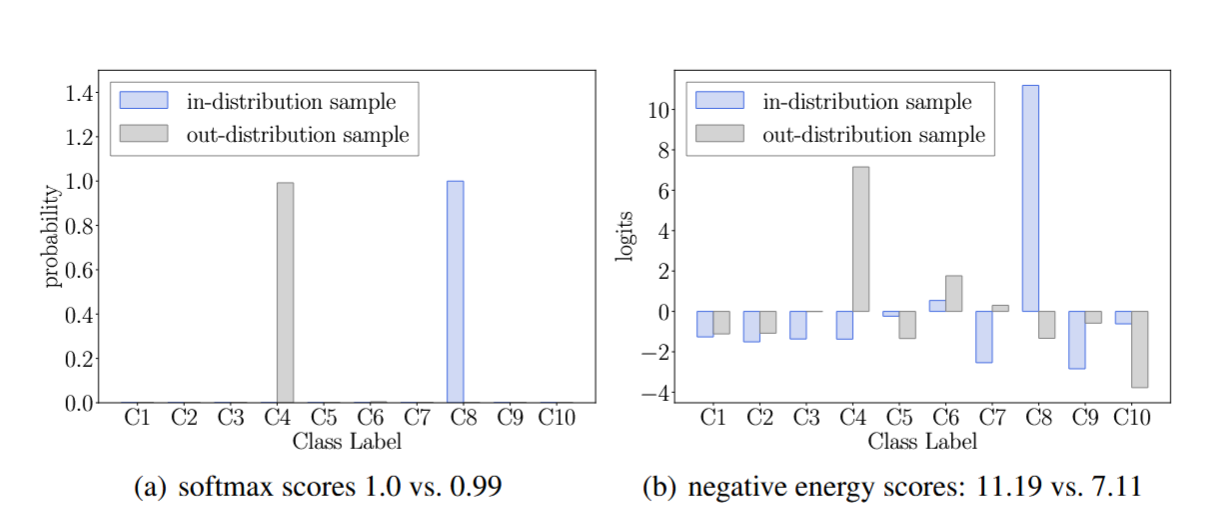 in-distribution sample
out-distribution sample
probability
1.4
1.2
1.0
0.8
0.6
0.4
0.2
0.0
C1 C2 C3 C4 C5 C6 C7 C8 C9 C10
Class Label
(a) softmax scores 1.0 vs. 0.99
in-distribution sample
out-distribution sample
logits
10
8
6
4
2
0
−2
−4
C1 C2 C3 C4 C5 C6 C7 C8 C9 C10
Class Label
(b) negative energy scores: 11.19 vs. 7.11